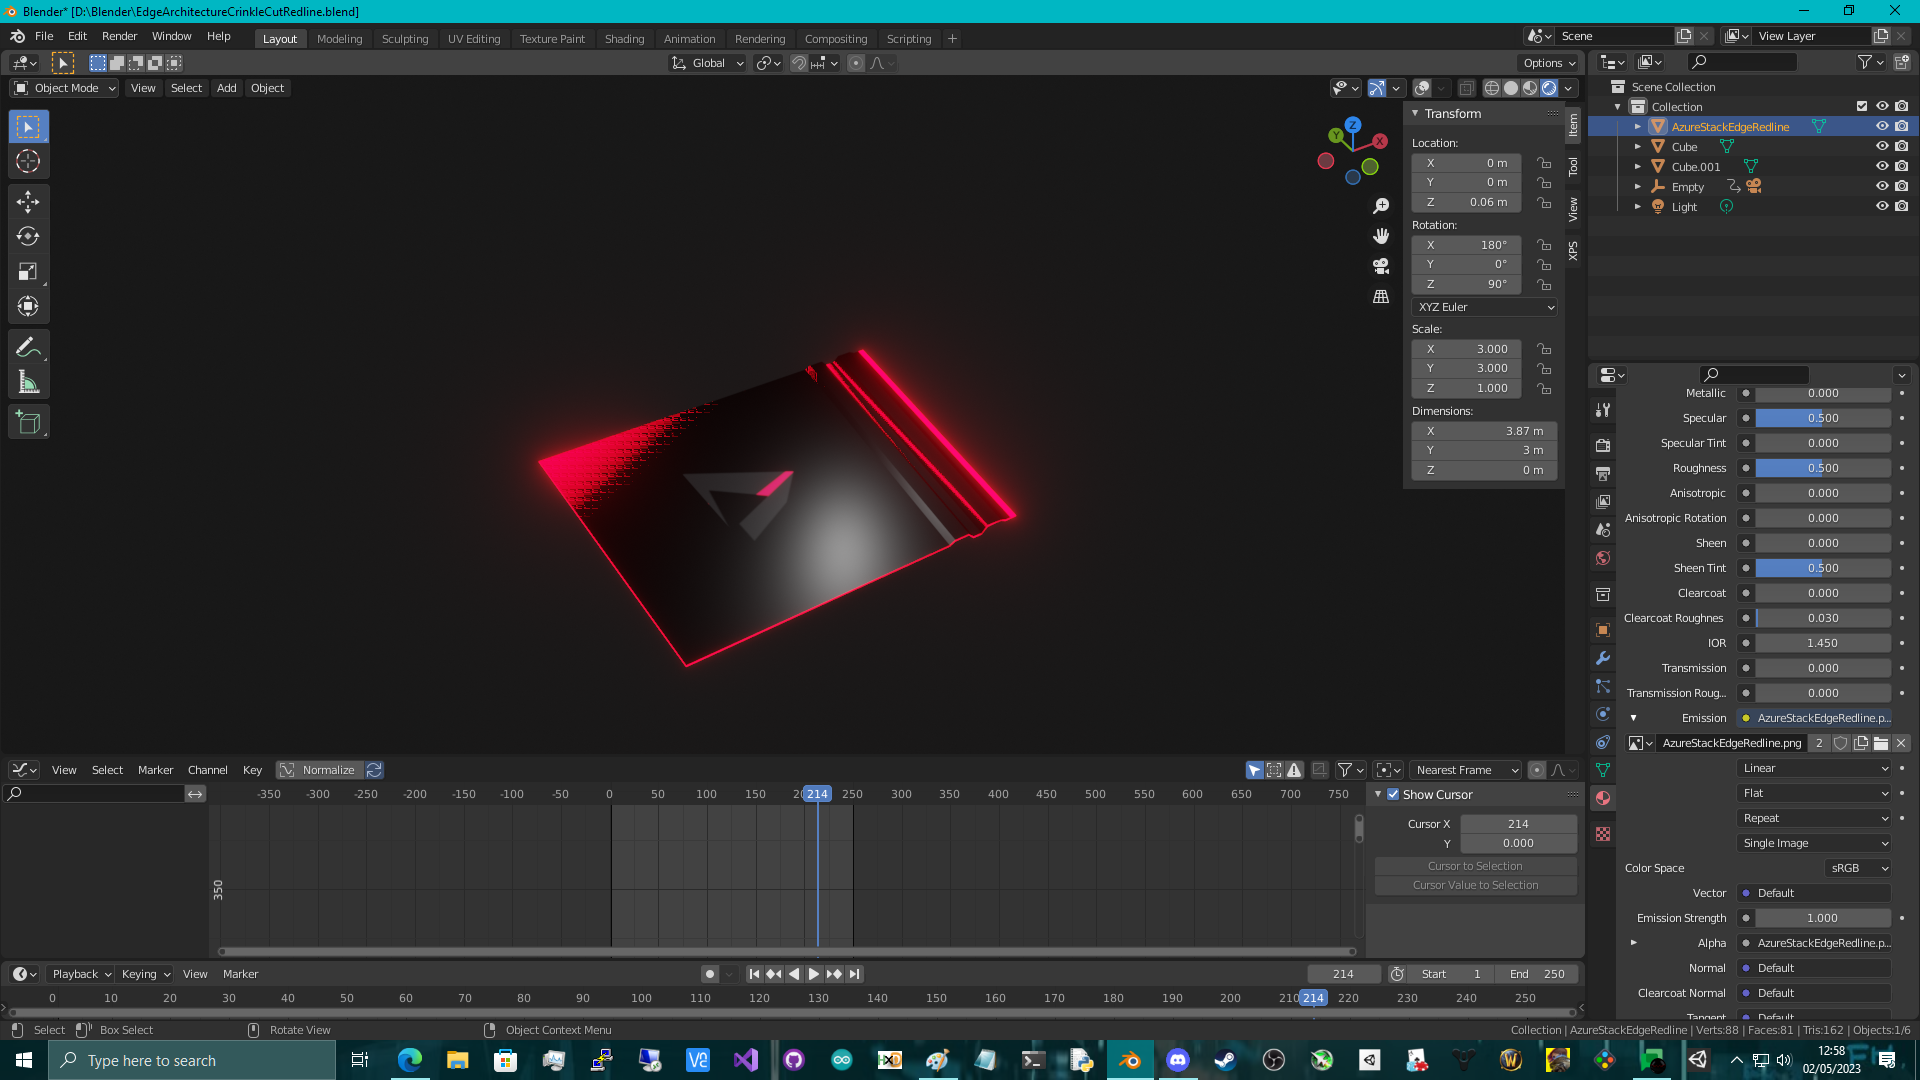 Blender* [D:\Blender\EdgeArchitectureCrinkleCutRedline.blend]
File Edit Render Window Help Layout Modeling Sculpting UV Editing Texture Paint Shading Animation Rendering Compositing Scripting + Scene View Layer
Global Options
Object Mode View Select Add Object
Z Y X
Transform
Location:
X 0 m
Y 0 m
Z 0.06 m
Rotation:
X 180°
Y 0°
Z 90°
XYZ Euler
Scale:
X 3.000
Y 3.000
Z 1.000
Dimensions:
X 3.87 m
Y 3 m
Z 0 m
Item
Tool
View
XPS
Scene Collection
Collection
AzureStackEdgeRedline
Cube
Cube.001
Empty
Light
Metallic 0.000
Specular 0.500
Specular Tint 0.000
Roughness 0.500
Anisotropic 0.000
Anisotropic Rotation 0.000
Sheen 0.000
Sheen Tint 0.500
Clearcoat 0.000
Clearcoat Roughnes 0.030
IOR 1.450
Transmission 0.000
Transmission Roug... 0.000
Emission AzureStackEdgeRedline.p...
AzureStackEdgeRedline.png 2
Linear
Flat
Repeat
Single Image
Color Space sRGB
Vector Default
Emission Strength 1.000
Alpha AzureStackEdgeRedline.p...
Normal Default
Clearcoat Normal Default
Tangent Default
View Select Marker Channel Key Normalize Nearest Frame
-350 -300 -250 -200 -150 -100 -50 0 50 100 150 214 250 300 350 400 450 500 550 600 650 700 750
350
Show Cursor
Cursor X 214
Y 0.000
Cursor to Selection
Cursor Value to Selection
Playback Keying View Marker 214 Start 1 End 250
0 10 20 30 40 50 60 70 80 90 100 110 120 130 140 150 160 170 180 190 200 210 214 220 230 240 250
Select Box Select Rotate View Object Context Menu Collection | AzureStackEdgeRedline | Verts:88 | Faces:81 | Tris:162 | Objects:1/6
Type here to search
12:58
02/05/2023